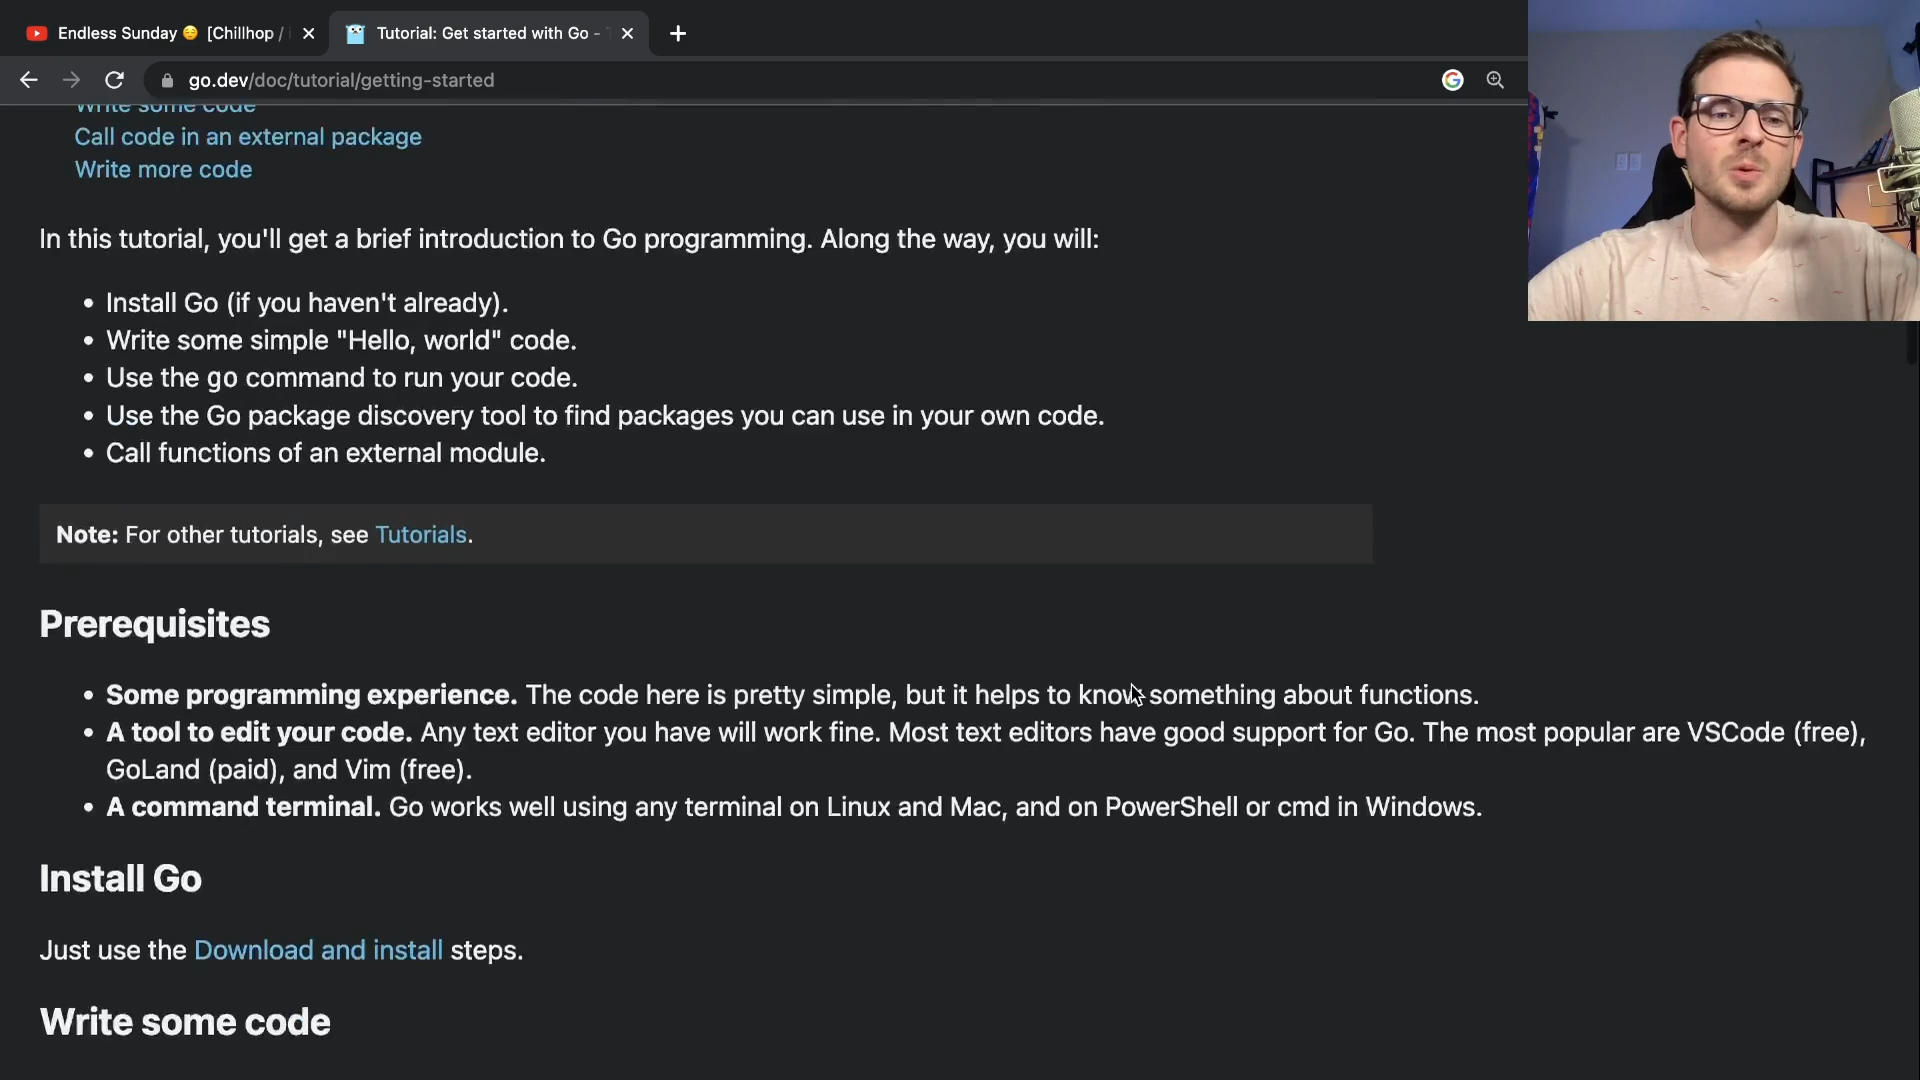 Endless Sunday 😌 [Chillhop /
Tutorial: Get started with Go -
go.dev/doc/tutorial/getting-started
Write some code
Call code in an external package
Write more code
In this tutorial, you'll get a brief introduction to Go programming. Along the way, you will:
• Install Go (if you haven't already).
• Write some simple "Hello, world" code.
• Use the go command to run your code.
• Use the Go package discovery tool to find packages you can use in your own code.
• Call functions of an external module.
Note: For other tutorials, see Tutorials.
Prerequisites
• Some programming experience. The code here is pretty simple, but it helps to know something about functions.
• A tool to edit your code. Any text editor you have will work fine. Most text editors have good support for Go. The most popular are VSCode (free),
GoLand (paid), and Vim (free).
• A command terminal. Go works well using any terminal on Linux and Mac, and on PowerShell or cmd in Windows.
Install Go
Just use the Download and install steps.
Write some code